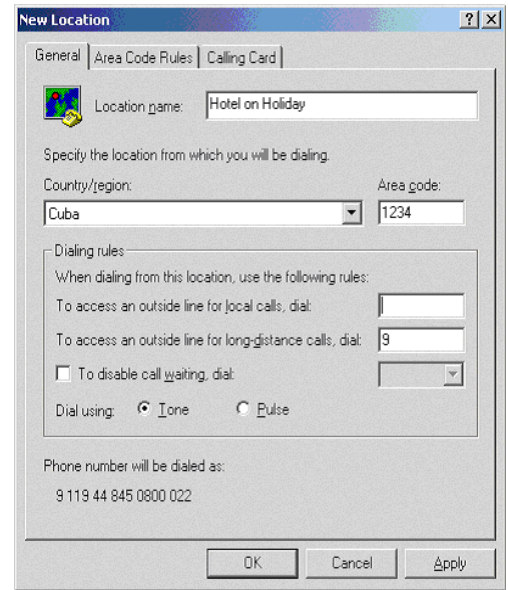 New Location
General Area Code Rules Calling Card
Location name: Hotel on Holiday
Specify the location from which you will be dialing.
Country/region: Area code:
Cuba 1234
Dialing rules
When dialing from this location, use the following rules:
To access an outside line for local calls, dial:
To access an outside line for long-distance calls, dial: 9
To disable call waiting, dial:
Dial using: Tone Pulse
Phone number will be dialed as:
9 119 44 845 0800 022
OK Cancel Apply